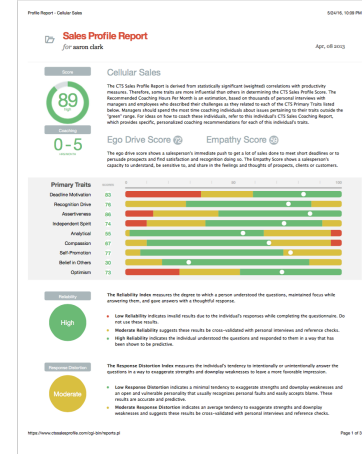 Profile Report - Cellular Sales
5/24/18, 10:09 PM
Sales Profile Report
for aaron clark
Apr, 08 2013
Score
89
high
Coaching
0-5
Cellular Sales
The CTS Sales Profile Report is derived from statistically significant (weighted) correlations with productivity
measures. Therefore, some traits are more influential than others in determining the CTS Sales Profile Score. The
Recommended Coaching Hours Per Month is an estimation, based on thousands of personal interviews with
managers and employees who described their challenges as they related to each of the CTS Primary Traits listed
below. Managers should spend the most time coaching individuals about issues pertaining to their traits outside the
"green" range. For ideas on how to coach these individuals, refer to this individual's CTS Sales Coaching Report,
which provides specific, personalized coaching recommendations for each of this individual's traits.
Ego Drive Score 72
Empathy Score
The ego drive score shows a salesperson's immediate push to get a lot of sales done to meet short deadlines or to
persuade prospects and find satisfaction and recognition doing so. The Empathy Score shows a salesperson's
capacity to understand, be sensitive to, and share in the feelings and thoughts of prospects, clients or customers.
Primary Traits
Deadline Motivation
Recognition Drive
Assertiveness
Independent Spirit
Analytical
Compassion
Self-Promotion
Belief in Others
Optimism
Reliability
High
The Reliability Index measures the degree to which a person understood the questions, maintained focus while
answering them, and gave answers with a thoughtful response.
Low Reliability indicates invalid results due to the individual's responses while completing the questionnaire. Do
not use these results.
Moderate Reliability suggests these results be cross-validated with personal interviews and reference checks.
High Reliability indicates the individual understood the questions and responded to them in a way that has
been shown to be predictive.
Response Distortion
Moderate
The Response Distortion Index measures the individual's tendency to intentionally or unintentionally answer the
questions in a way to exaggerate strengths and downplay weaknesses to leave a more favorable impression.
Low Response Distortion indicates a minimal tendency to exaggerate strengths and downplay weaknesses and
an open and vulnerable personality that usually recognizes personal faults and easily accepts blame. These
results are accurate and predictive.
Moderate Response Distortion indicates an average tendency to exaggerate strengths and downplay
weaknesses and suggests these results be cross-validated with personal interviews and reference checks.
https://www.ctssalesprofile.com/cgi-bin/reports.pl
Page 1 of 3